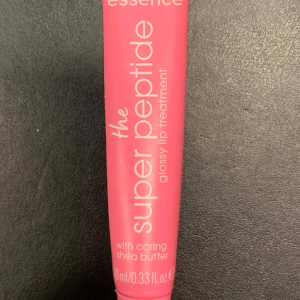 essence
the
super peptide
glossy lip treatment
with caring
shea butter
10ml/0.33 fl.oz ℮